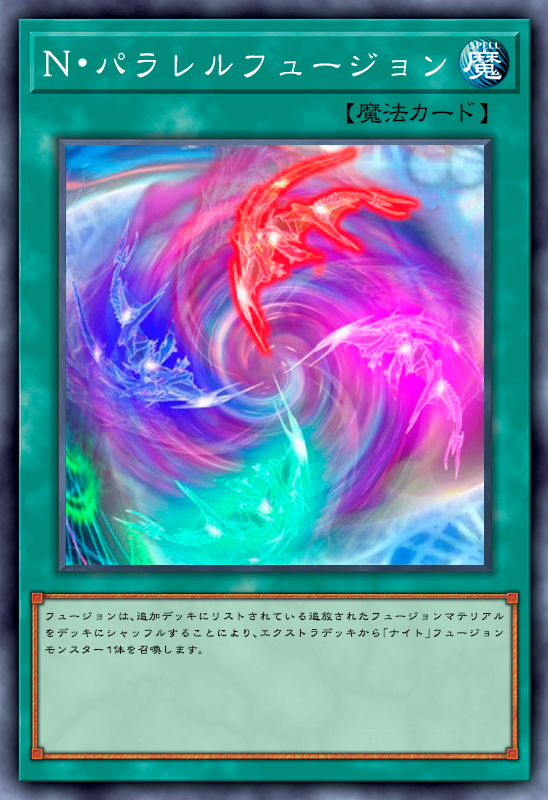 N・パラレルフュージョン
SPELL
魔
【魔法カード】
フュージョンは、追加デッキにリストされている追放されたフュージョンマテリアル
をデッキにシャッフルすることにより、エクストラデッキから「ナイト」フュージョン
モンスター1体を召喚します。